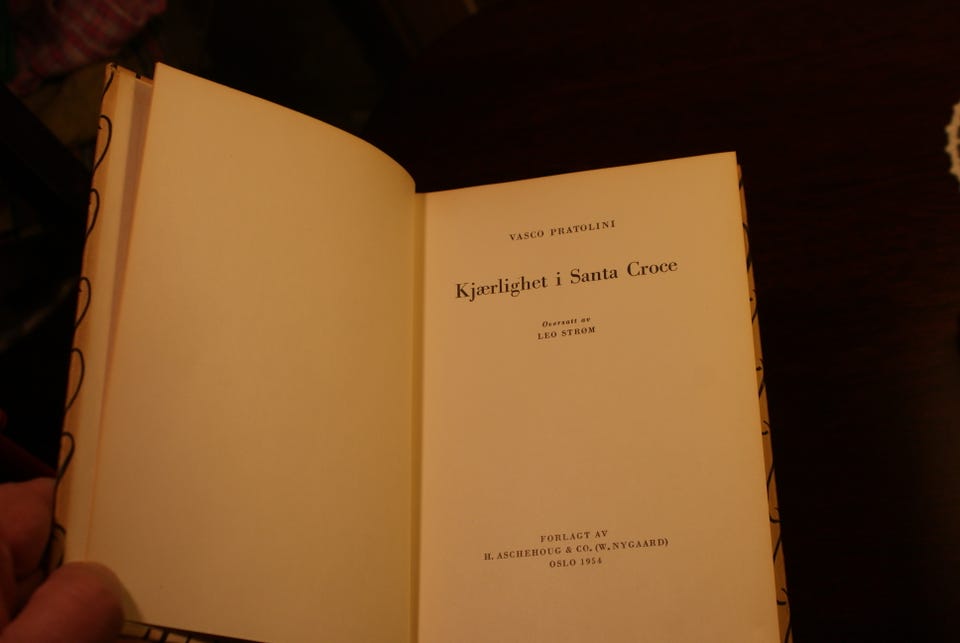 VASCO PRATOLINI
Kjærlighet i Santa Croce
Oversatt av
LEO STRØM
FORLAGT AV
H. ASCHEHOUG & CO. (W. NYGAARD)
OSLO 1954